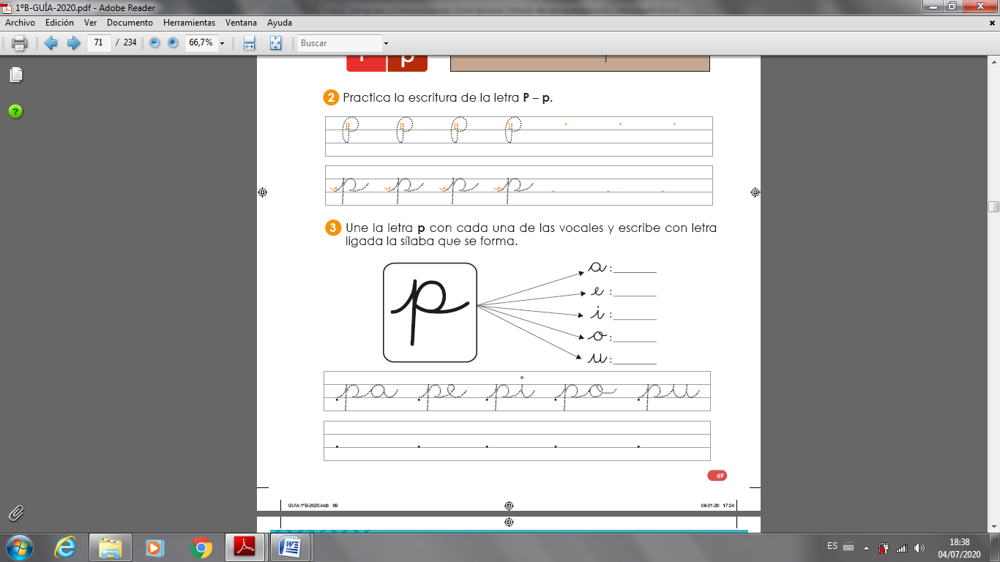 1ºB-GUÍA-2020.pdf - Adobe Reader
Archivo Edición Ver Documento Herramientas Ventana Ayuda
71 / 234 66,7% Buscar
p
2 Practica la escritura de la letra P – p.
P P P P
p p p p
3 Une la letra p con cada una de las vocales y escribe con letra
ligada la sílaba que se forma.
p
a :
e :
i :
o :
u :
pa pe pi po pu
69
GUIA-1ºB-2020.indb 69 08-01-20 17:24
ES 18:38
04/07/2020